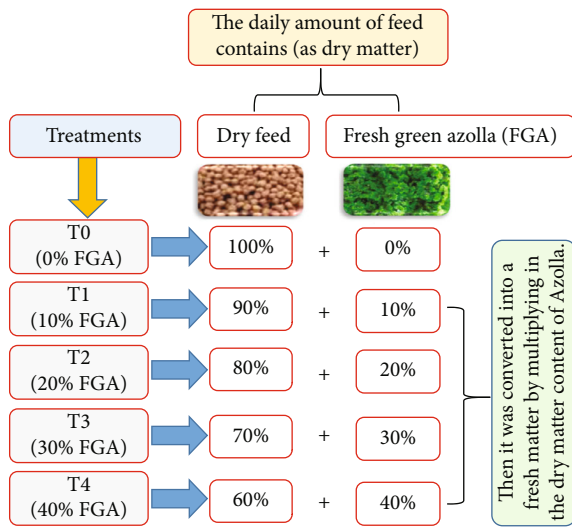 The daily amount of feed
contains (as dry matter)
Treatments
Dry feed
Fresh green azolla (FGA)
T0
(0% FGA)
100%
+
0%
T1
(10% FGA)
90%
+
10%
T2
(20% FGA)
80%
+
20%
T3
(30% FGA)
70%
+
30%
T4
(40% FGA)
60%
+
40%
Then it was converted into a
fresh matter by multiplying in
the dry matter content of Azolla.